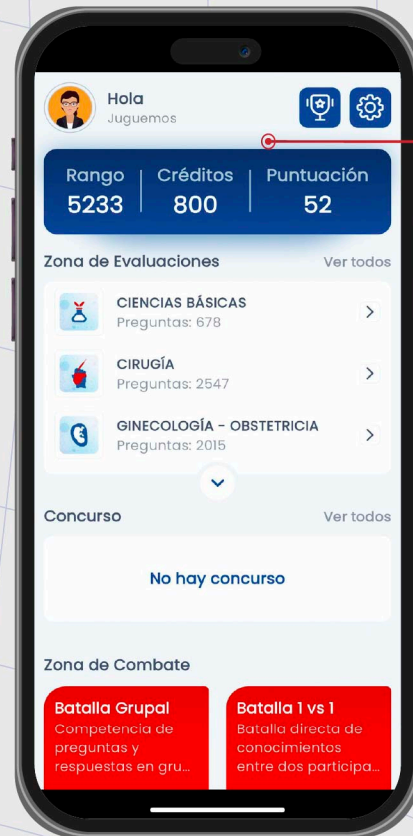 Hola
Juguemos
Rango
Créditos
Puntuación
5233
800
52
Zona de Evaluaciones
Ver todos
CIENCIAS BÁSICAS
Preguntas: 678
CIRUGÍA
Preguntas: 2547
GINECOLOGÍA - OBSTETRICIA
Preguntas: 2015
Concurso
Ver todos
No hay concurso
Zona de Combate
Batalla Grupal
Competencia de
preguntas y
respuestas en gru...
Batalla 1 vs 1
Batalla directa de
conocimientos
entre dos participa...